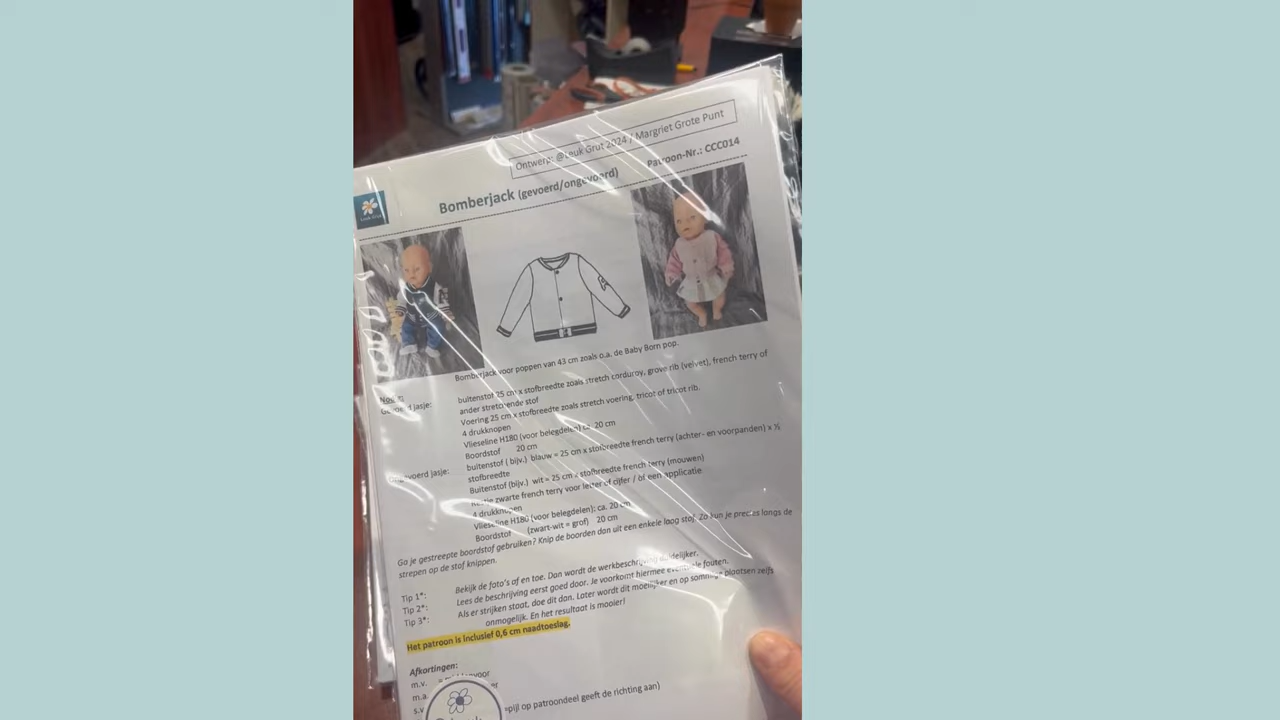 Ontwerp: @Leuk Grut 2024 / Margriet Grote Punt
Patroon-Nr.: CCC014
Bomberjack (gevoerd/ongevoerd)
Leuk Grut
Bomberjack voor poppen van 43 cm zoals o.a. de Baby Born pop.
Nodig:
Gevoerd jasje:
buitenstof 25 cm x stofbreedte zoals stretch corduroy, grove rib (velvet), french terry of
ander stretchende stof
Voering 25 cm x stofbreedte zoals stretch voering, tricot of tricot rib.
4 drukknopen
Vlieseline H180 (voor belegdelen) ca. 20 cm
Boordstof 20 cm
Ongevoerd jasje:
buitenstof ( bijv.) blauw = 25 cm x stofbreedte french terry (achter- en voorpanden) x ½
stofbreedte
Buitenstof (bijv.) wit = 25 cm x stofbreedte french terry (mouwen)
zwarte french terry voor letter of cijfer / of een applicatie
4 drukknopen
Vlieseline H180 (voor belegdelen); ca. 20 cm
Boordstof (zwart-wit = grof) 20 cm
Ga je gestreepte boordstof gebruiken? Knip de boorden dan uit een enkele laag stof. Zo kun je precies langs de
strepen op de stof knippen.
Tip 1*: Bekijk de foto's af en toe. Dan wordt de werkbeschrijving duidelijker.
Tip 2*: Lees de beschrijving eerst goed door. Je voorkomt hiermee eventuele fouten.
Tip 3*: Als er strijken staat, doe dit dan. Later wordt dit moeilijker en op sommige plaatsen zelfs
onmogelijk. En het resultaat is mooier!
Het patroon is inclusief 0,6 cm naadtoeslag.
Afkortingen:
m.v. =
m.a.
s.v
pijl op patroondeel geeft de richting aan)